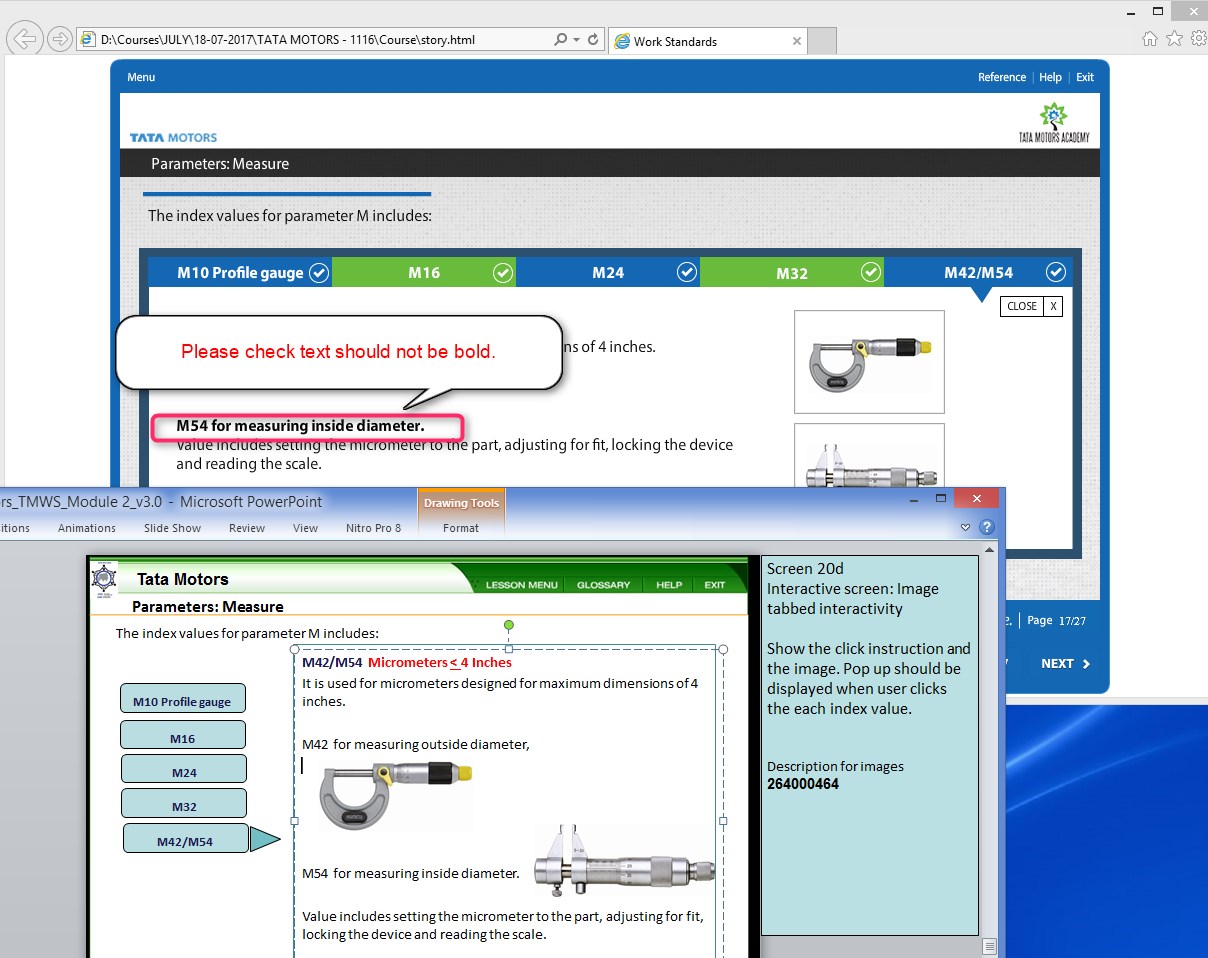 D:\Courses\JULY\18-07-2017\TATA MOTORS - 1116\Course\story.html
Work Standards
Menu
Reference | Help | Exit
TATA MOTORS
TATA MOTORS ACADEMY
Parameters: Measure
The index values for parameter M includes:
M10 Profile gauge
M16
M24
M32
M42/M54
CLOSE X
Please check text should not be bold.
ns of 4 inches.
M54 for measuring inside diameter.
Value includes setting the micrometer to the part, adjusting for fit, locking the device
and reading the scale.
rs_TMWS_Module 2_v3.0 - Microsoft PowerPoint
Drawing Tools
itions
Animations
Slide Show
Review
View
Nitro Pro 8
Format
Tata Motors
LESSON MENU
GLOSSARY
HELP
EXIT
Parameters: Measure
The index values for parameter M includes:
M10 Profile gauge
M16
M24
M32
M42/M54
M42/M54 Micrometers < 4 Inches
It is used for micrometers designed for maximum dimensions of 4
inches.
M42 for measuring outside diameter,
M54 for measuring inside diameter.
Value includes setting the micrometer to the part, adjusting for fit,
locking the device and reading the scale.
Screen 20d
Interactive screen: Image
tabbed interactivity
Show the click instruction and
the image. Pop up should be
displayed when user clicks
the each index value.
Description for images
264000464
Page 17/27
NEXT